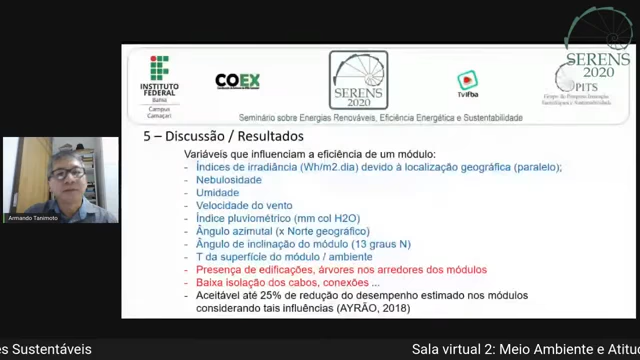 SERENS
2020
INSTITUTO
FEDERAL
Bahia
Campus
Camaçari
COEX
SERENS
2020
TVifba
OPITS
Seminário sobre Energias Renováveis, Eficiência Energética e Sustentabilidade
5 – Discussão / Resultados
Variáveis que influenciam a eficiência de um módulo:
- Índices de irradiância (Wh/m2.dia) devido à localização geográfica (paralelo);
- Nebulosidade
- Umidade
- Velocidade do vento
- Índice pluviométrico (mm col H2O)
- Ângulo azimutal (x Norte geográfico)
- Ângulo de inclinação do módulo (13 graus N)
- T da superfície do módulo / ambiente
- Presença de edificações, árvores nos arredores dos módulos
- Baixa isolação dos cabos, conexões ...
- Aceitável até 25% de redução do desempenho estimado nos módulos
considerando tais influências (AYRÃO, 2018)
Armando Tanimoto
es Sustentáveis
Sala virtual 2: Meio Ambiente e Atitud